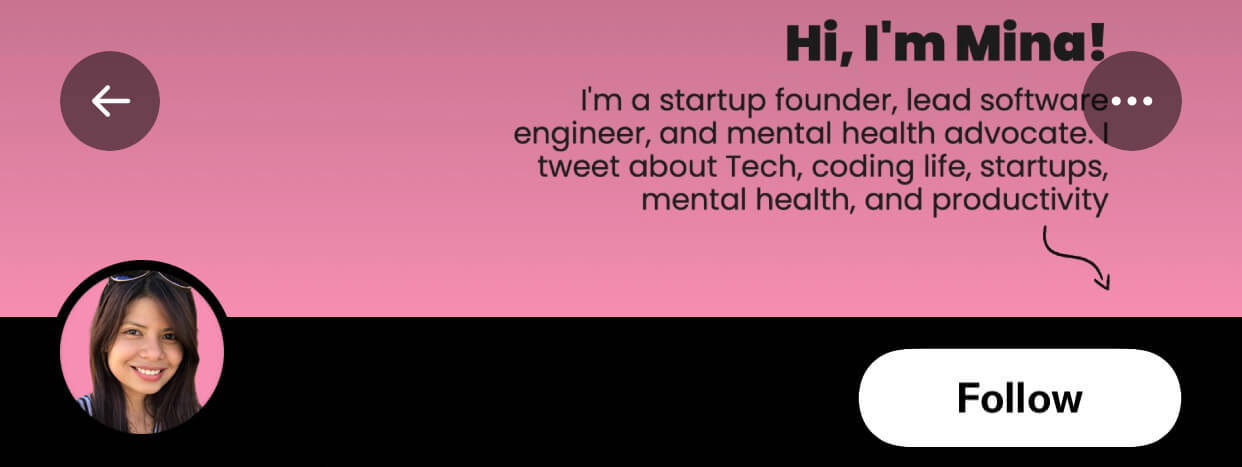 Hi, I'm Mina!
I'm a startup founder, lead software
engineer, and mental health advocate. I
tweet about Tech, coding life, startups,
mental health, and productivity
Follow